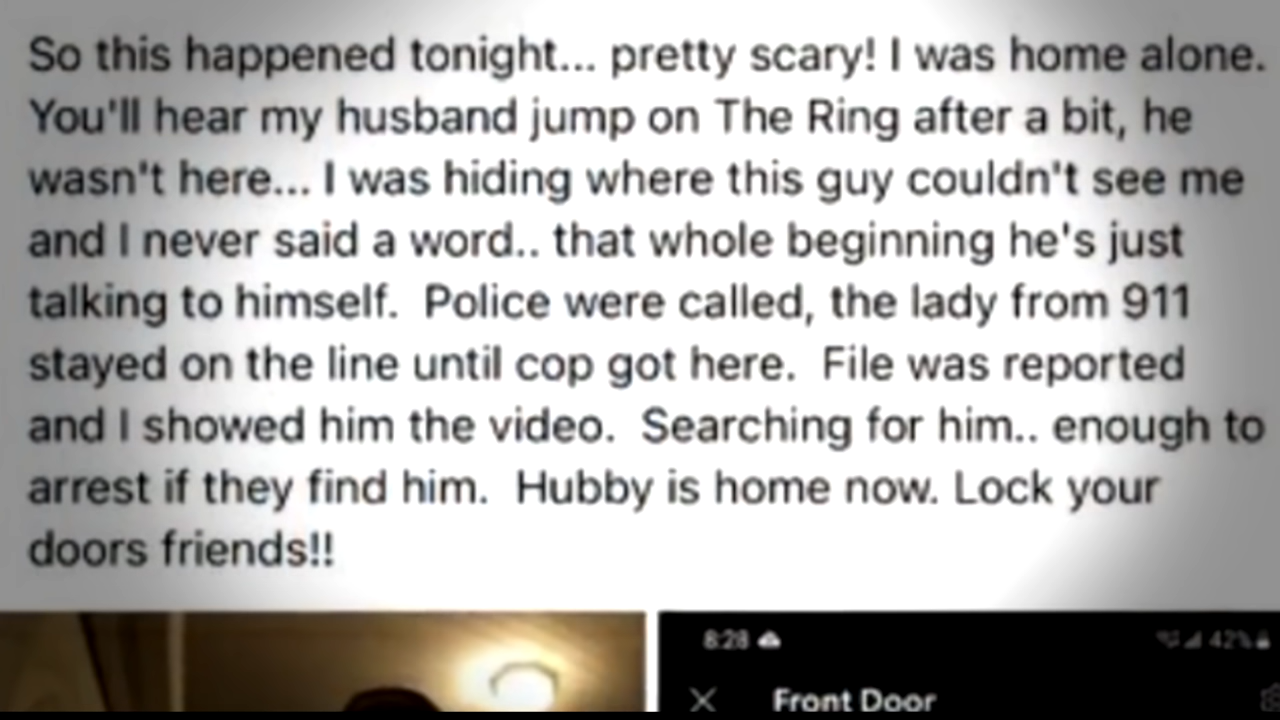 So this happened tonight... pretty scary! I was home alone.
You'll hear my husband jump on The Ring after a bit, he
wasn't here... I was hiding where this guy couldn't see me
and I never said a word.. that whole beginning he's just
talking to himself.  Police were called, the lady from 911
stayed on the line until cop got here.  File was reported
and I showed him the video.  Searching for him.. enough to
arrest if they find him.  Hubby is home now. Lock your
doors friends!!
8:28 42%
Front Door